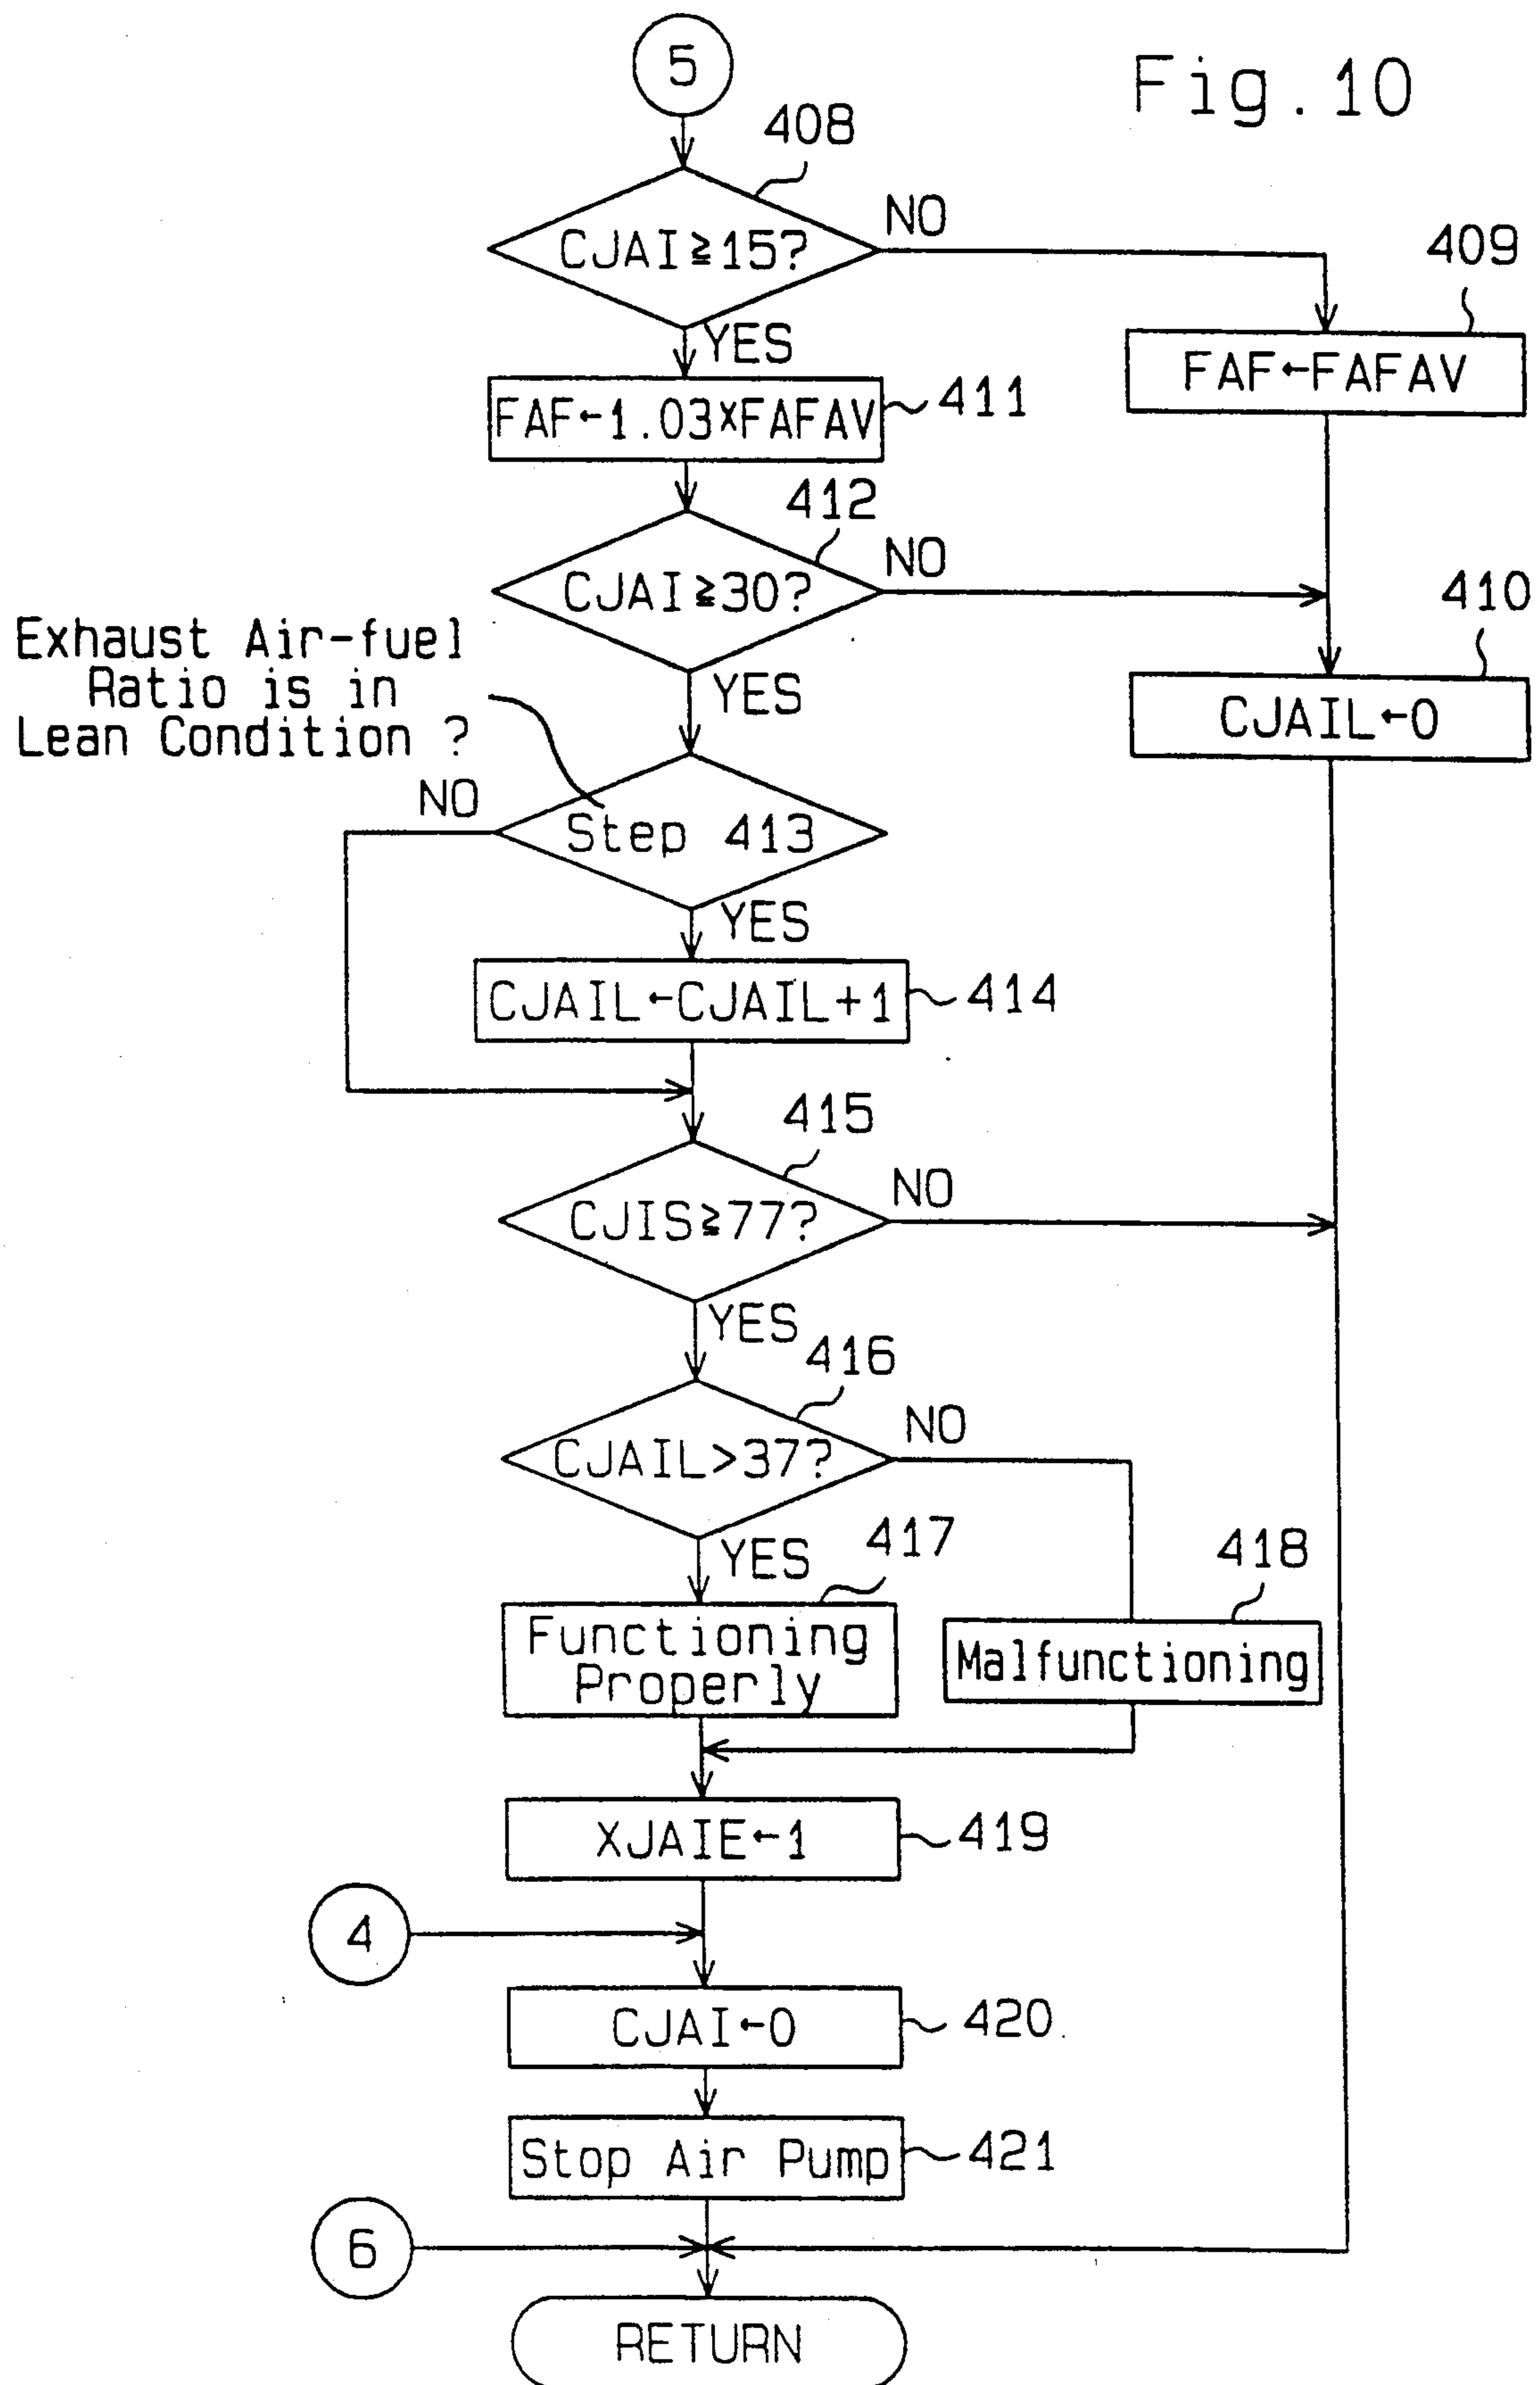 5
Fig. 10
408
CJAI≧15?
NO
409
YES
FAF←FAFAV
FAF←1.03×FAFAV
411
412
CJAI≧30?
NO
410
Exhaust Air-fuel
Ratio is in
Lean Condition ?
YES
CJAIL←0
NO
Step 413
YES
CJAIL←CJAIL+1
414
415
CJIS≧77?
NO
YES
416
CJAIL>37?
NO
YES
417
418
Functioning
Properly
Malfunctioning
XJAIE←1
419
4
CJAI←0
420
Stop Air Pump
421
6
RETURN